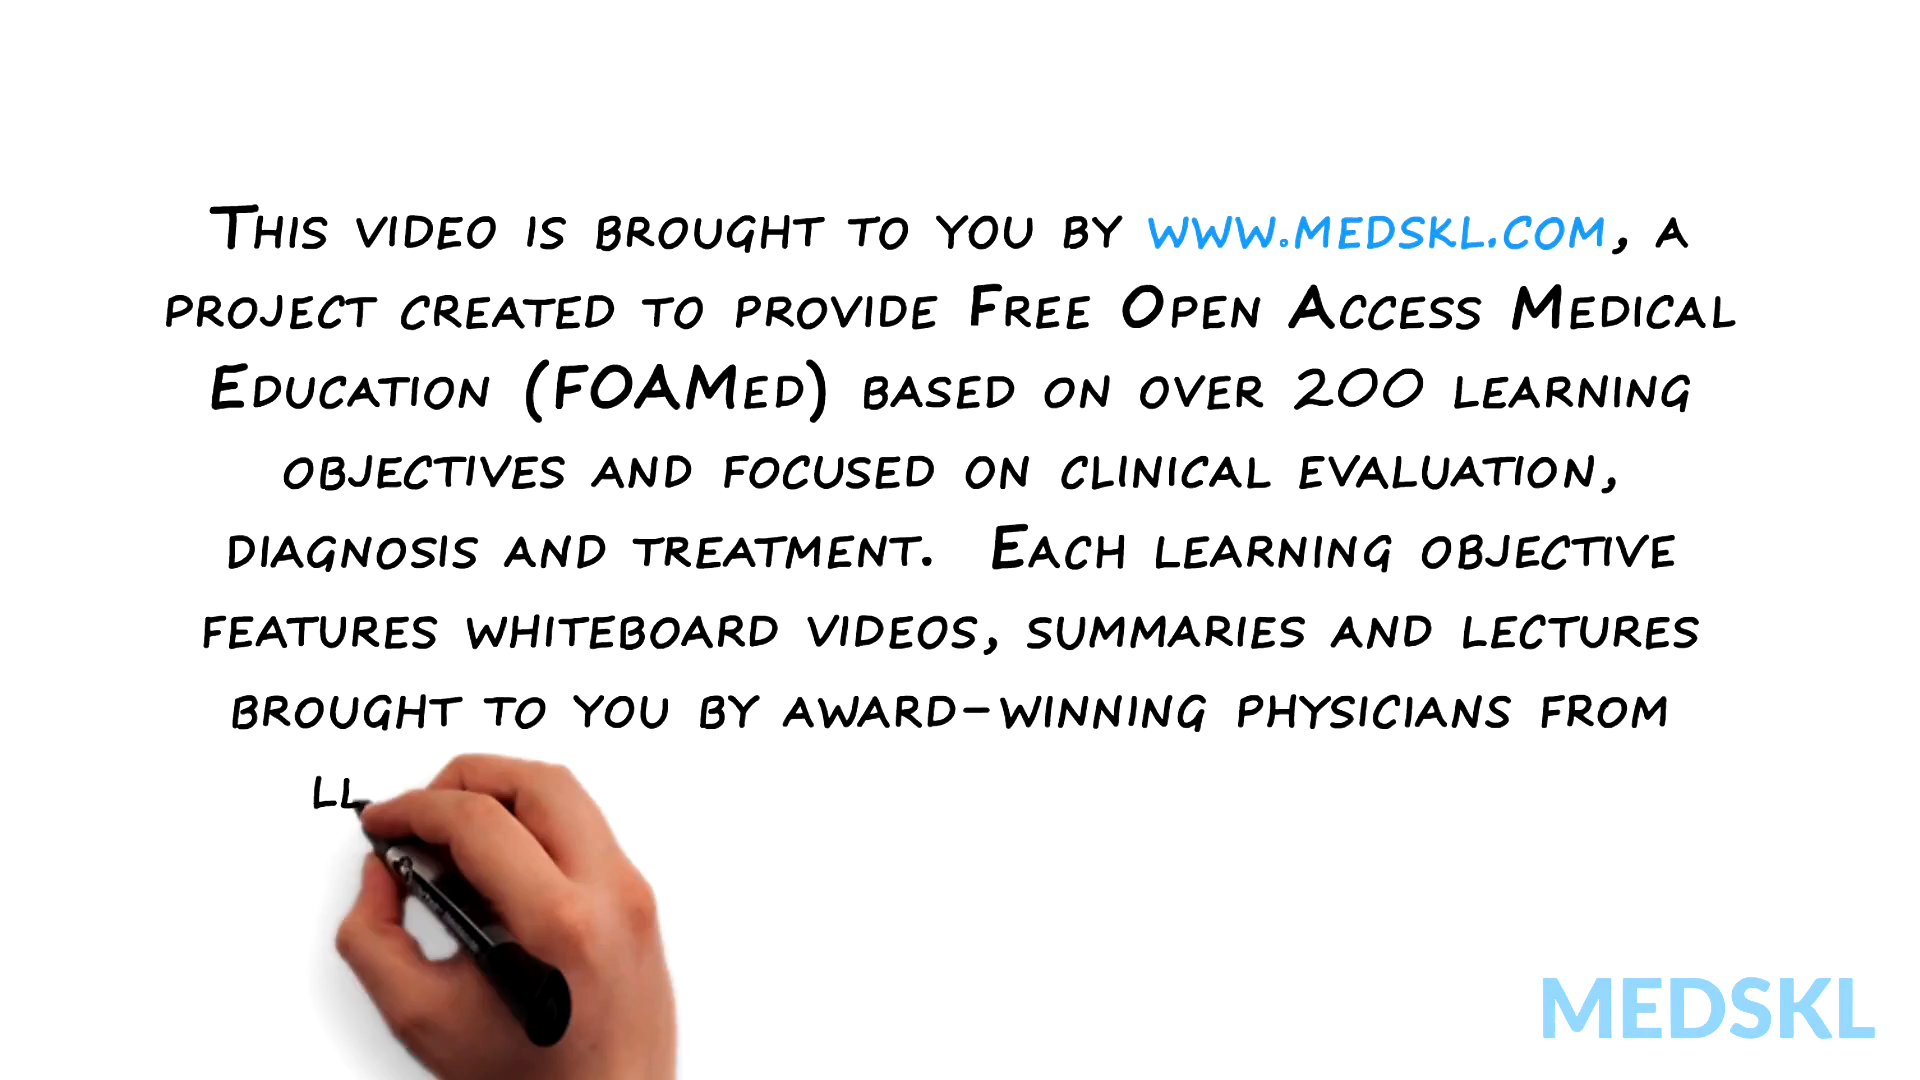 This video is brought to you by www.medskl.com, a
project created to provide Free Open Access Medical
Education (FOAMed) based on over 200 learning
objectives and focused on clinical evaluation,
diagnosis and treatment. Each learning objective
features whiteboard videos, summaries and lectures
brought to you by award-winning physicians from
MEDSKL